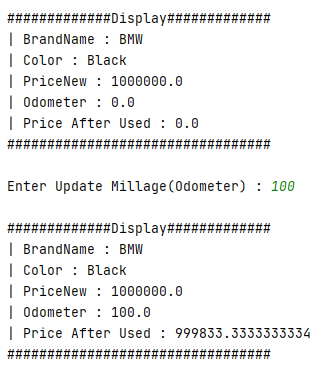 #############Display#############
| BrandName : BMW
| Color : Black
| PriceNew : 1000000.0
| Odometer : 0.0
| Price After Used : 0.0
#################################
Enter Update Millage(Odometer) : 100
#############Display#############
| BrandName : BMW
| Color : Black
| PriceNew : 1000000.0
| Odometer : 100.0
| Price After Used : 999833.3333333334
#################################